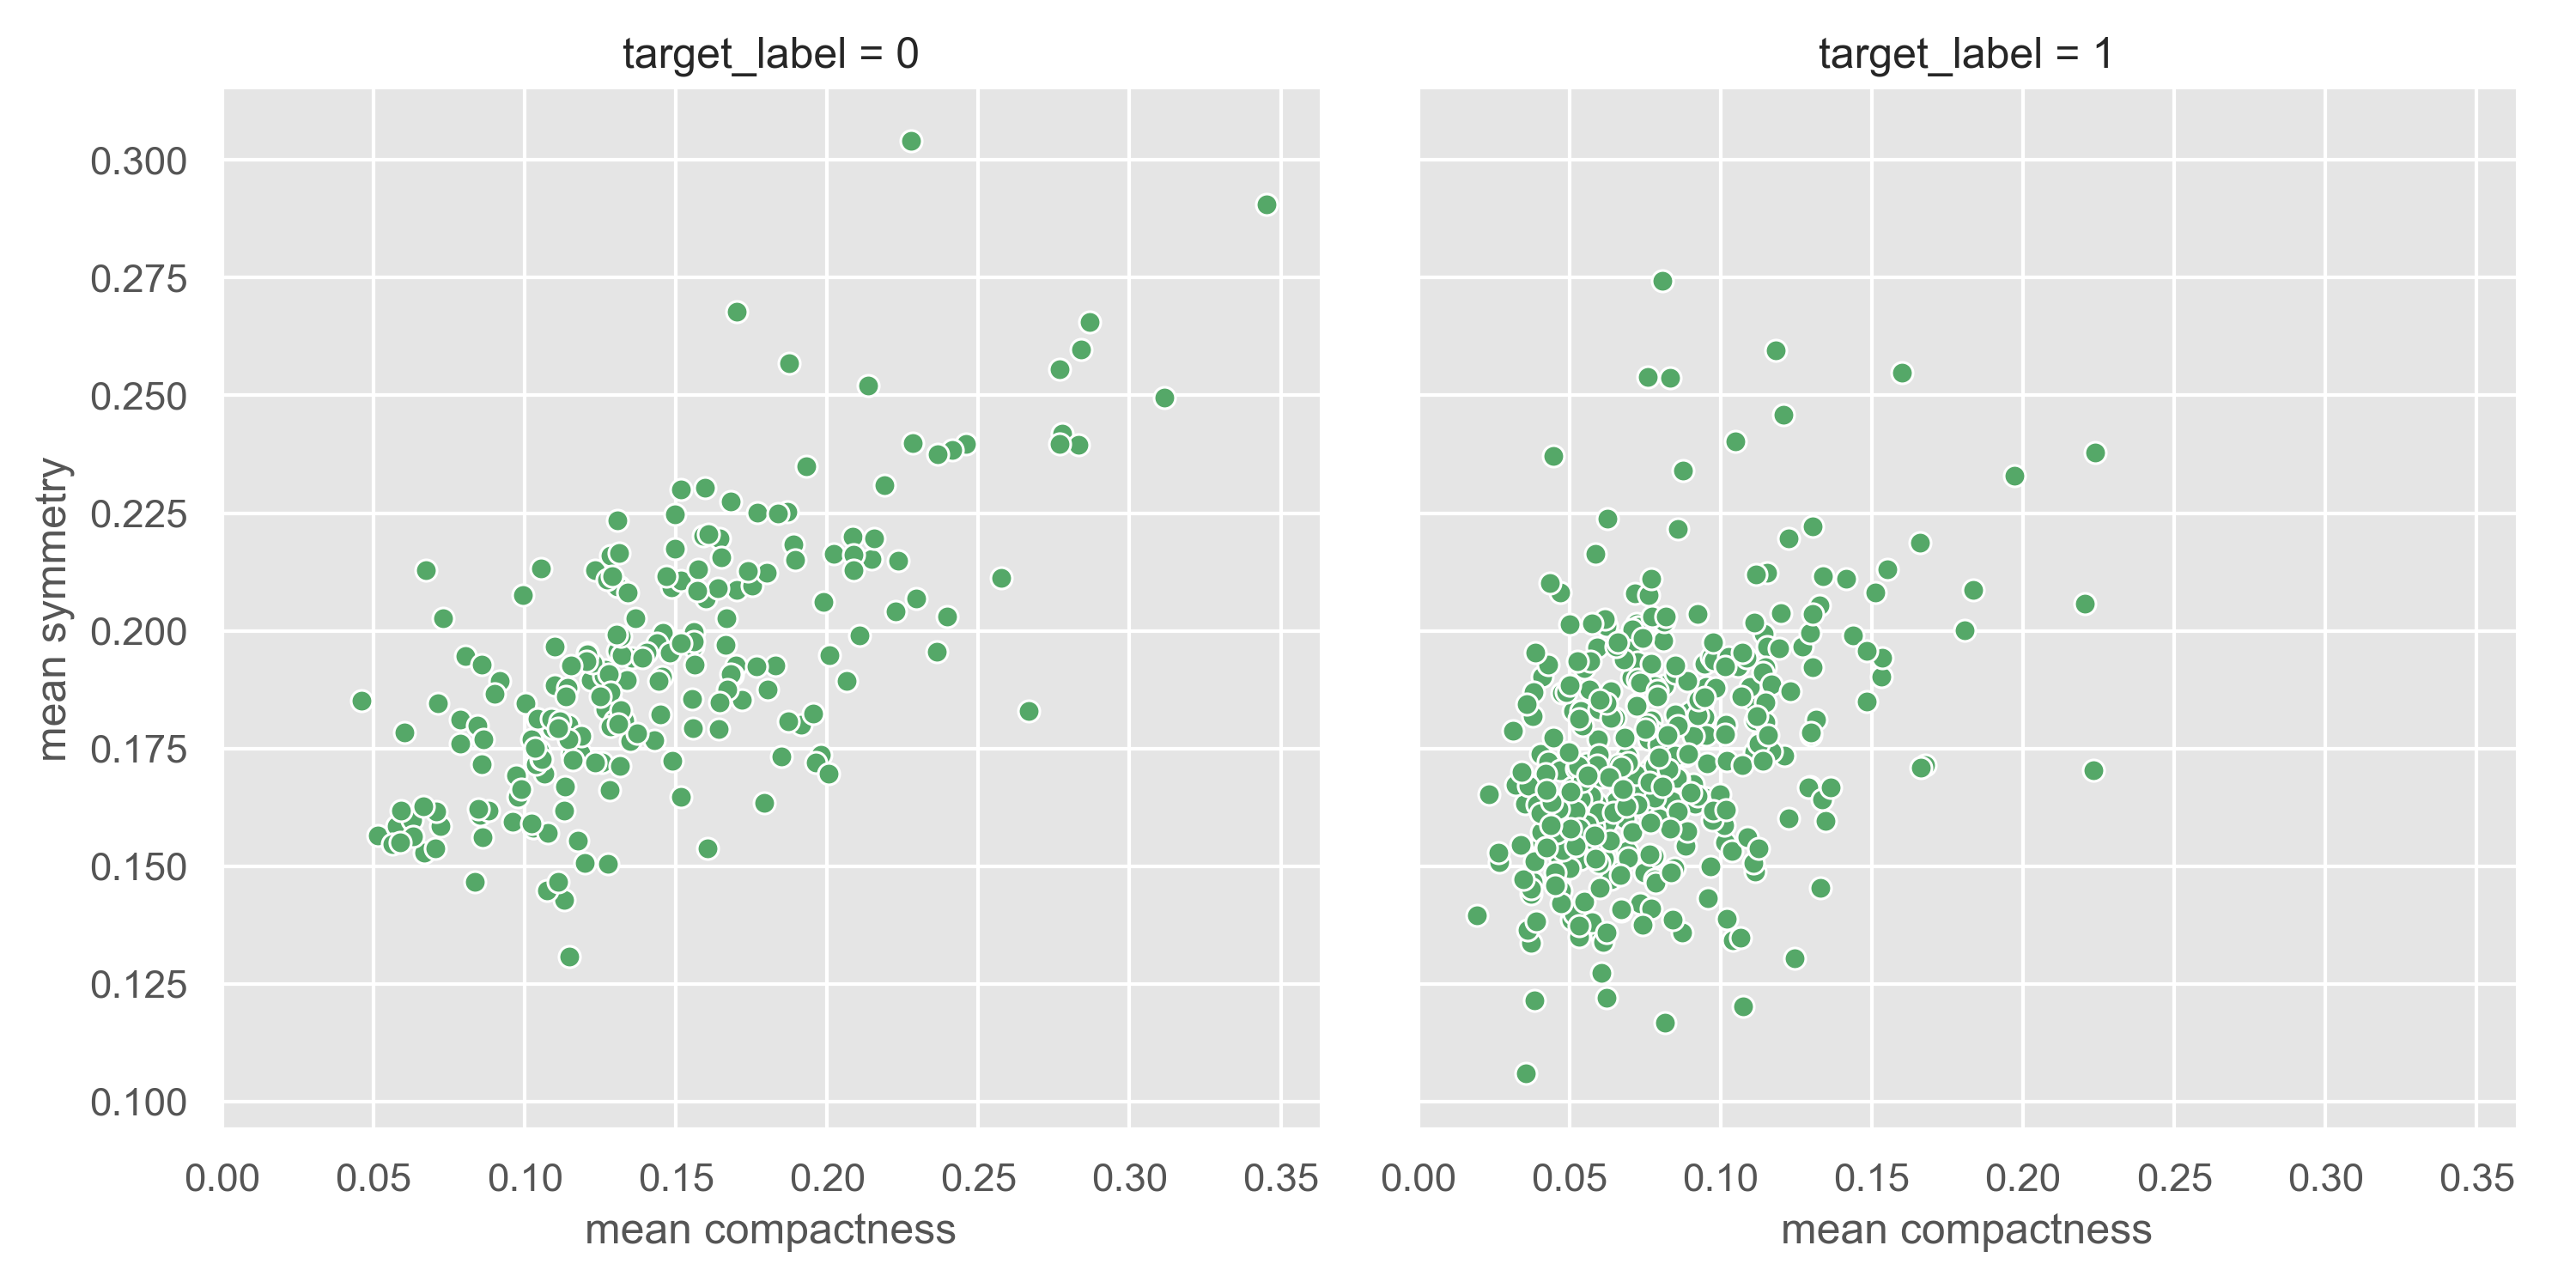 target_label = 0
target_label = 1
mean symmetry
0.300
0.275
0.250
0.225
0.200
0.175
0.150
0.125
0.100
0.00 0.05 0.10 0.15 0.20 0.25 0.30 0.35
0.00 0.05 0.10 0.15 0.20 0.25 0.30 0.35
mean compactness
mean compactness